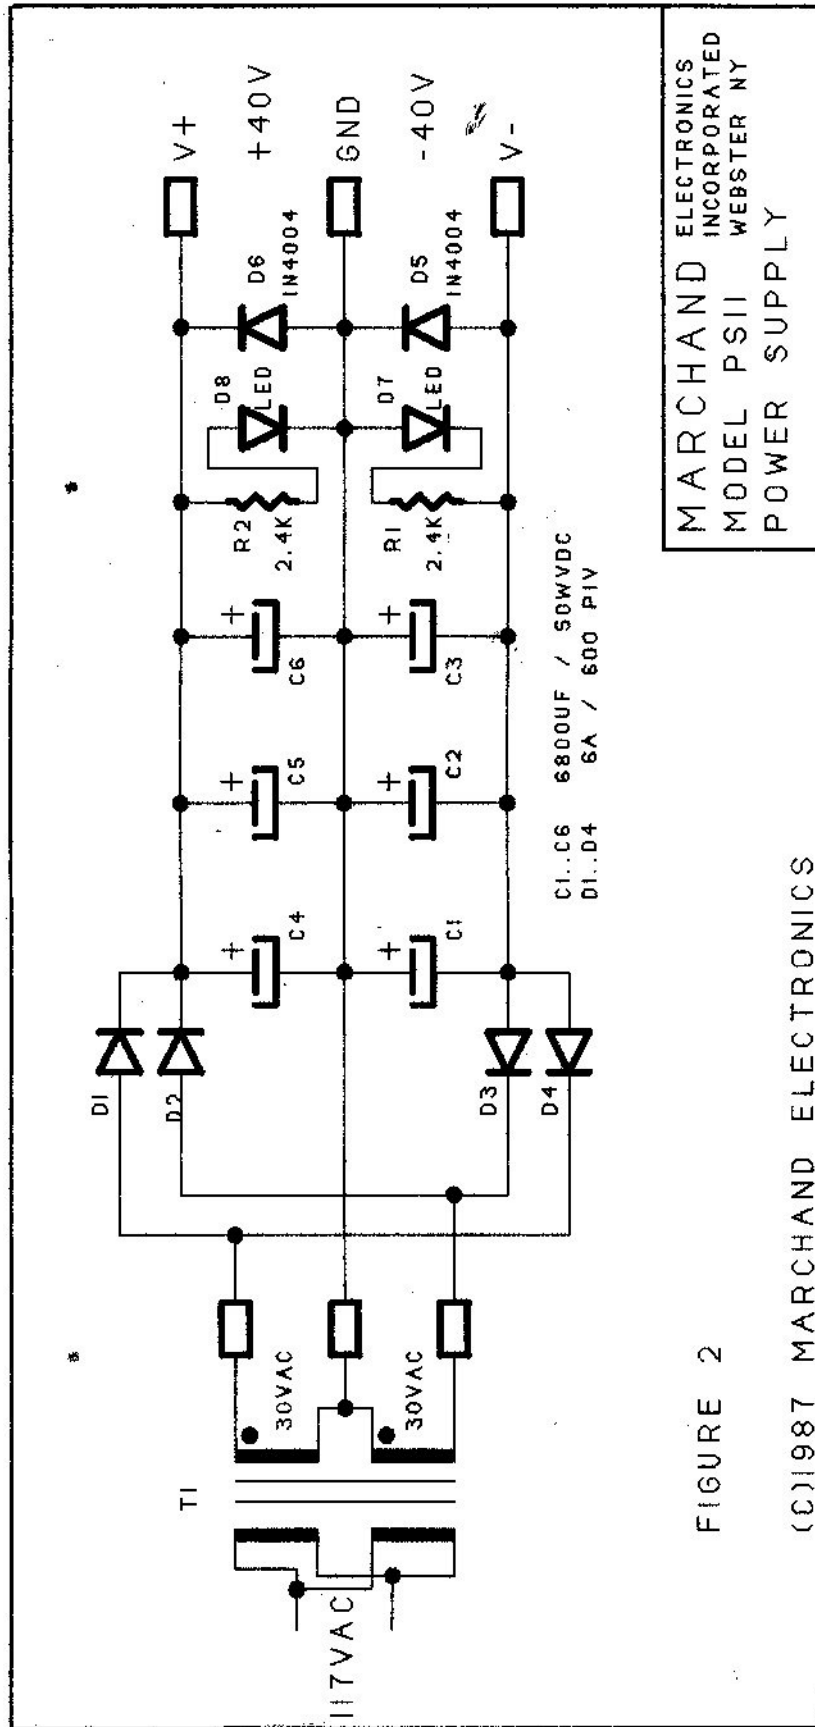 T1
117VAC
30VAC
30VAC
D1
D2
D3
D4
C4
C1
C5
C2
C6
C3
R2
2.4K
R1
2.4K
D8
LED
D7
LED
D6
1N4004
D5
1N4004
V+
+40V
GND
-40V
V-
C1..C6 6800UF / 50WVDC
D1..D4 6A / 600 PIV
FIGURE 2
(C)1987 MARCHAND ELECTRONICS
MARCHAND ELECTRONICS
INCORPORATED
MODEL PS11 WEBSTER NY
POWER SUPPLY